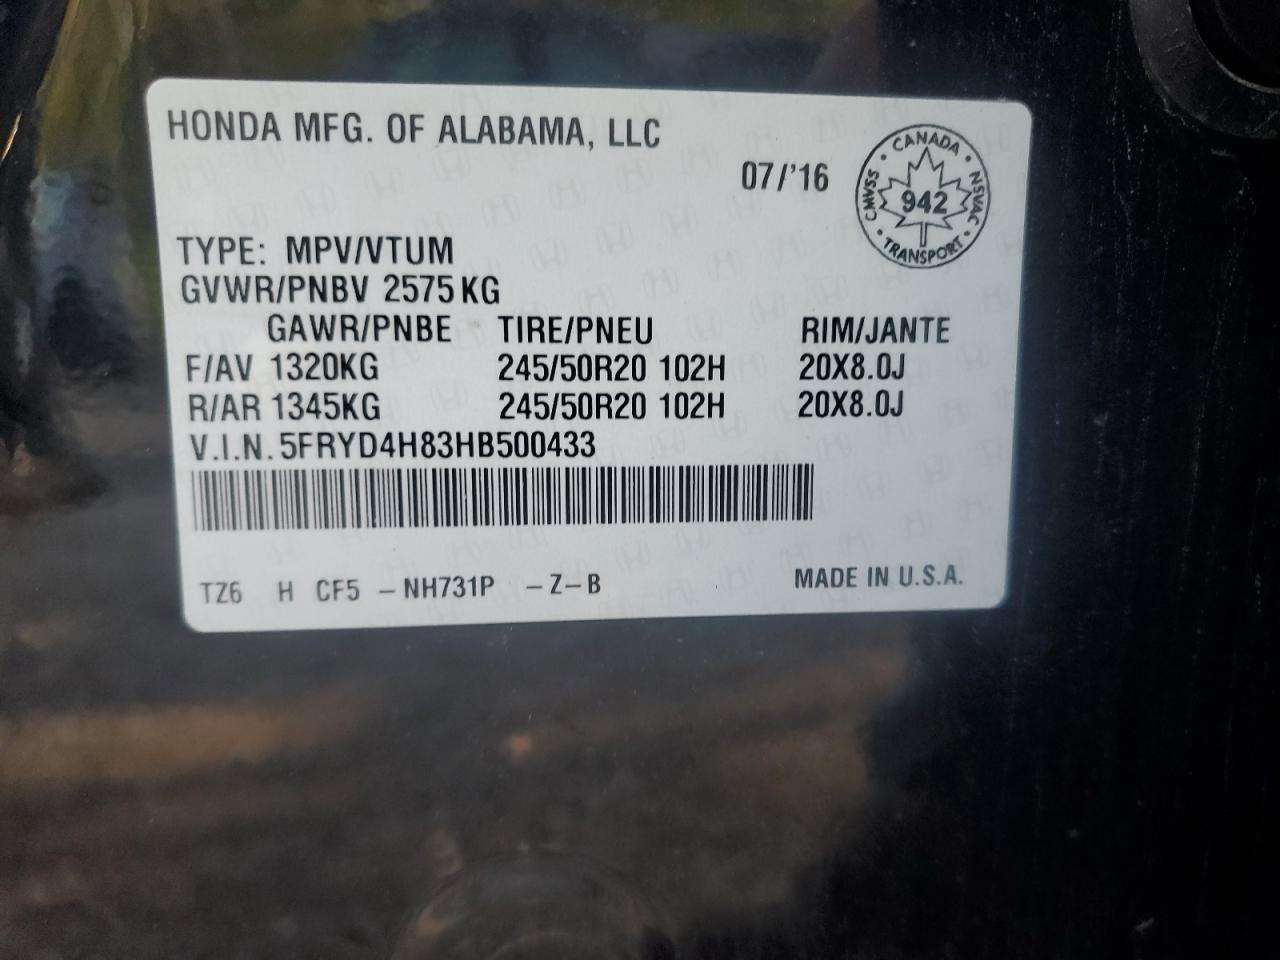 HONDA MFG. OF ALABAMA, LLC
07/'16
CANADA
CMVSS 942 NSVAC
TRANSPORT
TYPE: MPV/VTUM
GVWR/PNBV 2575 KG
GAWR/PNBE TIRE/PNEU RIM/JANTE
F/AV 1320KG 245/50R20 102H 20X8.0J
R/AR 1345KG 245/50R20 102H 20X8.0J
V.I.N. 5FRYD4H83HB500433
TZ6 H CF5 – NH731P – Z – B MADE IN U.S.A.